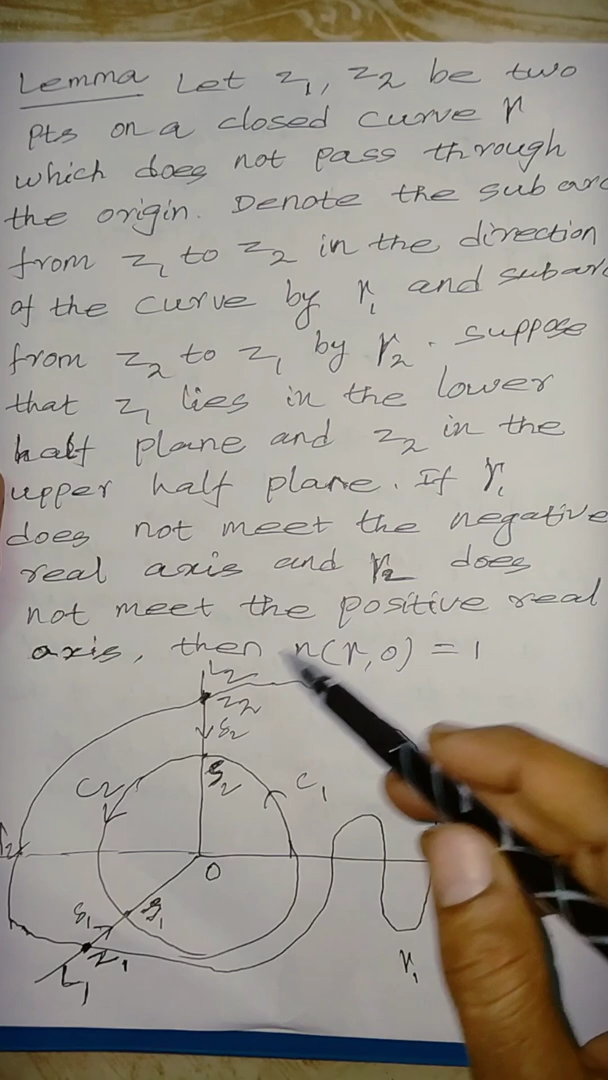 Lemma Let z1, z2 be two
pts on a closed curve γ
which does not pass through
the origin. Denote the sub arc
from z1 to z2 in the direction
of the curve by γ1 and subarc
from z2 to z1 by γ2. suppose
that z1 lies in the lower
half plane and z2 in the
upper half plane. If γ1
does not meet the negative
real axis and γ2 does
not meet the positive real
axis, then n(γ,0) = 1
L2
z2
δ2
ξ2
C2
C1
γ2
O
δ1
ξ1
z1
L1
γ1